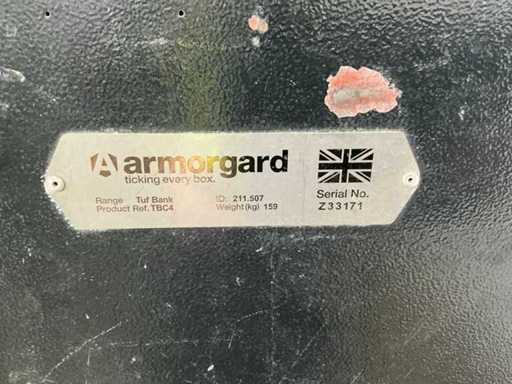 armorgard
ticking every box.
Range Tuf Bank ID: 211.507
Product Ref. TBC4 Weight(kg) 159
Serial No.
Z33171